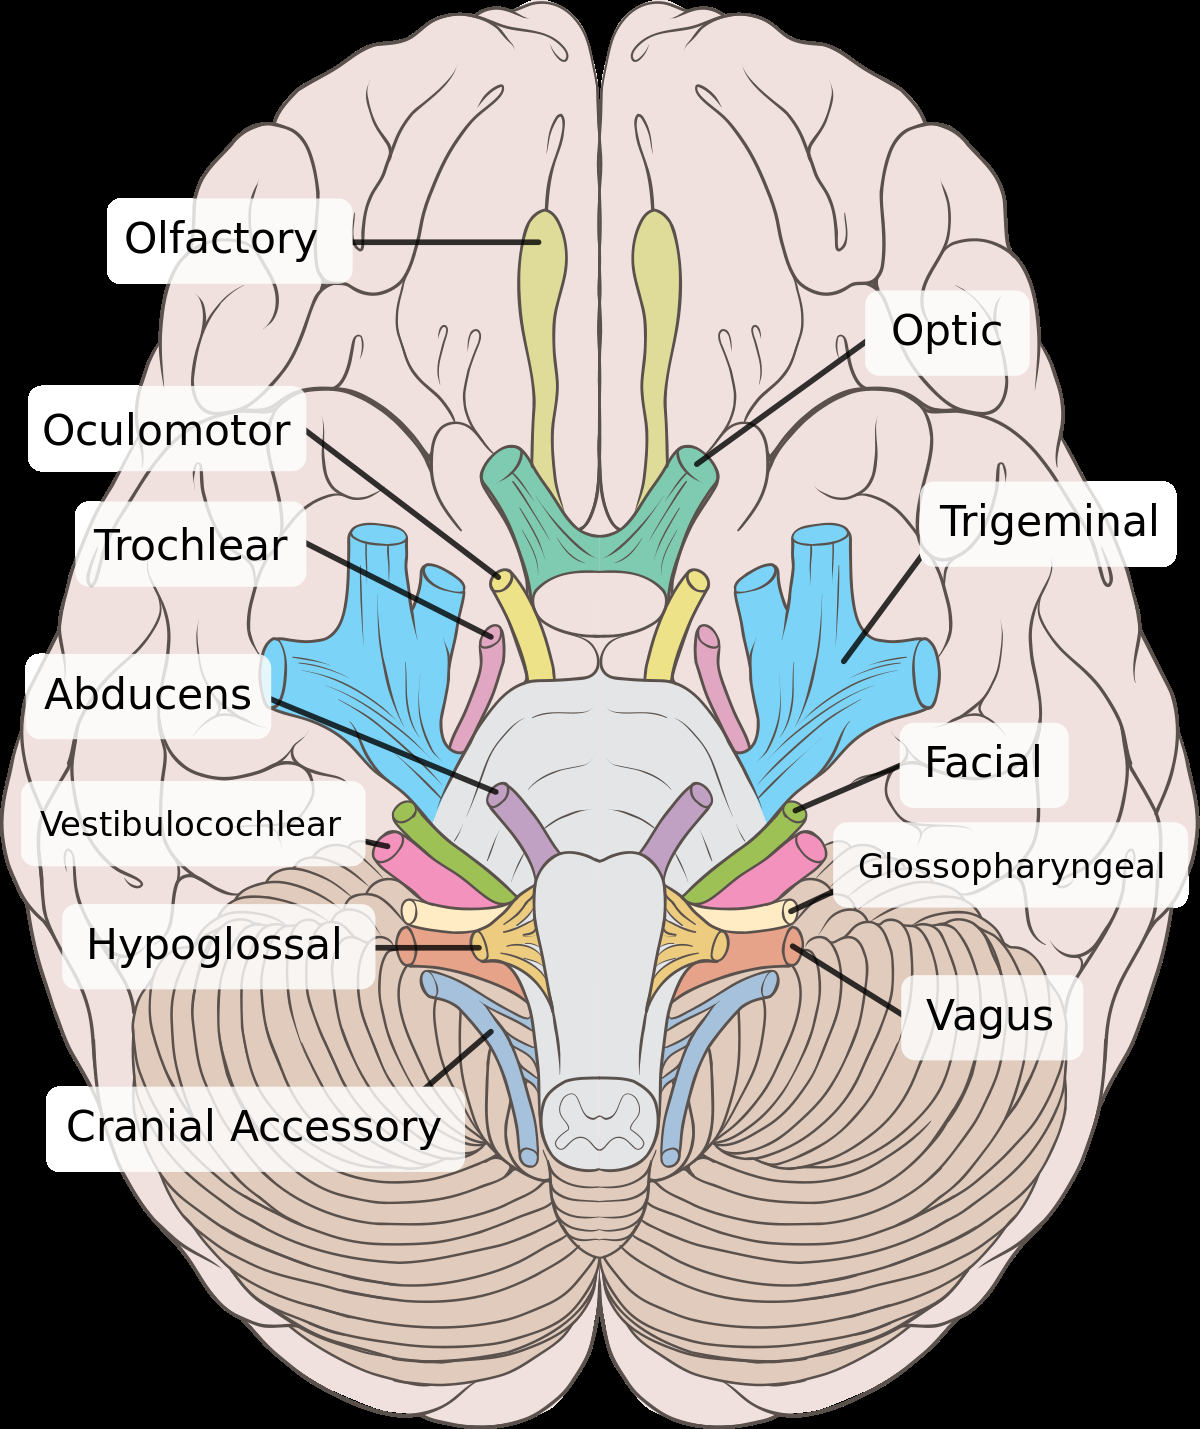 Olfactory
Optic
Oculomotor
Trigeminal
Trochlear
Abducens
Facial
Vestibulocochlear
Glossopharyngeal
Hypoglossal
Vagus
Cranial Accessory